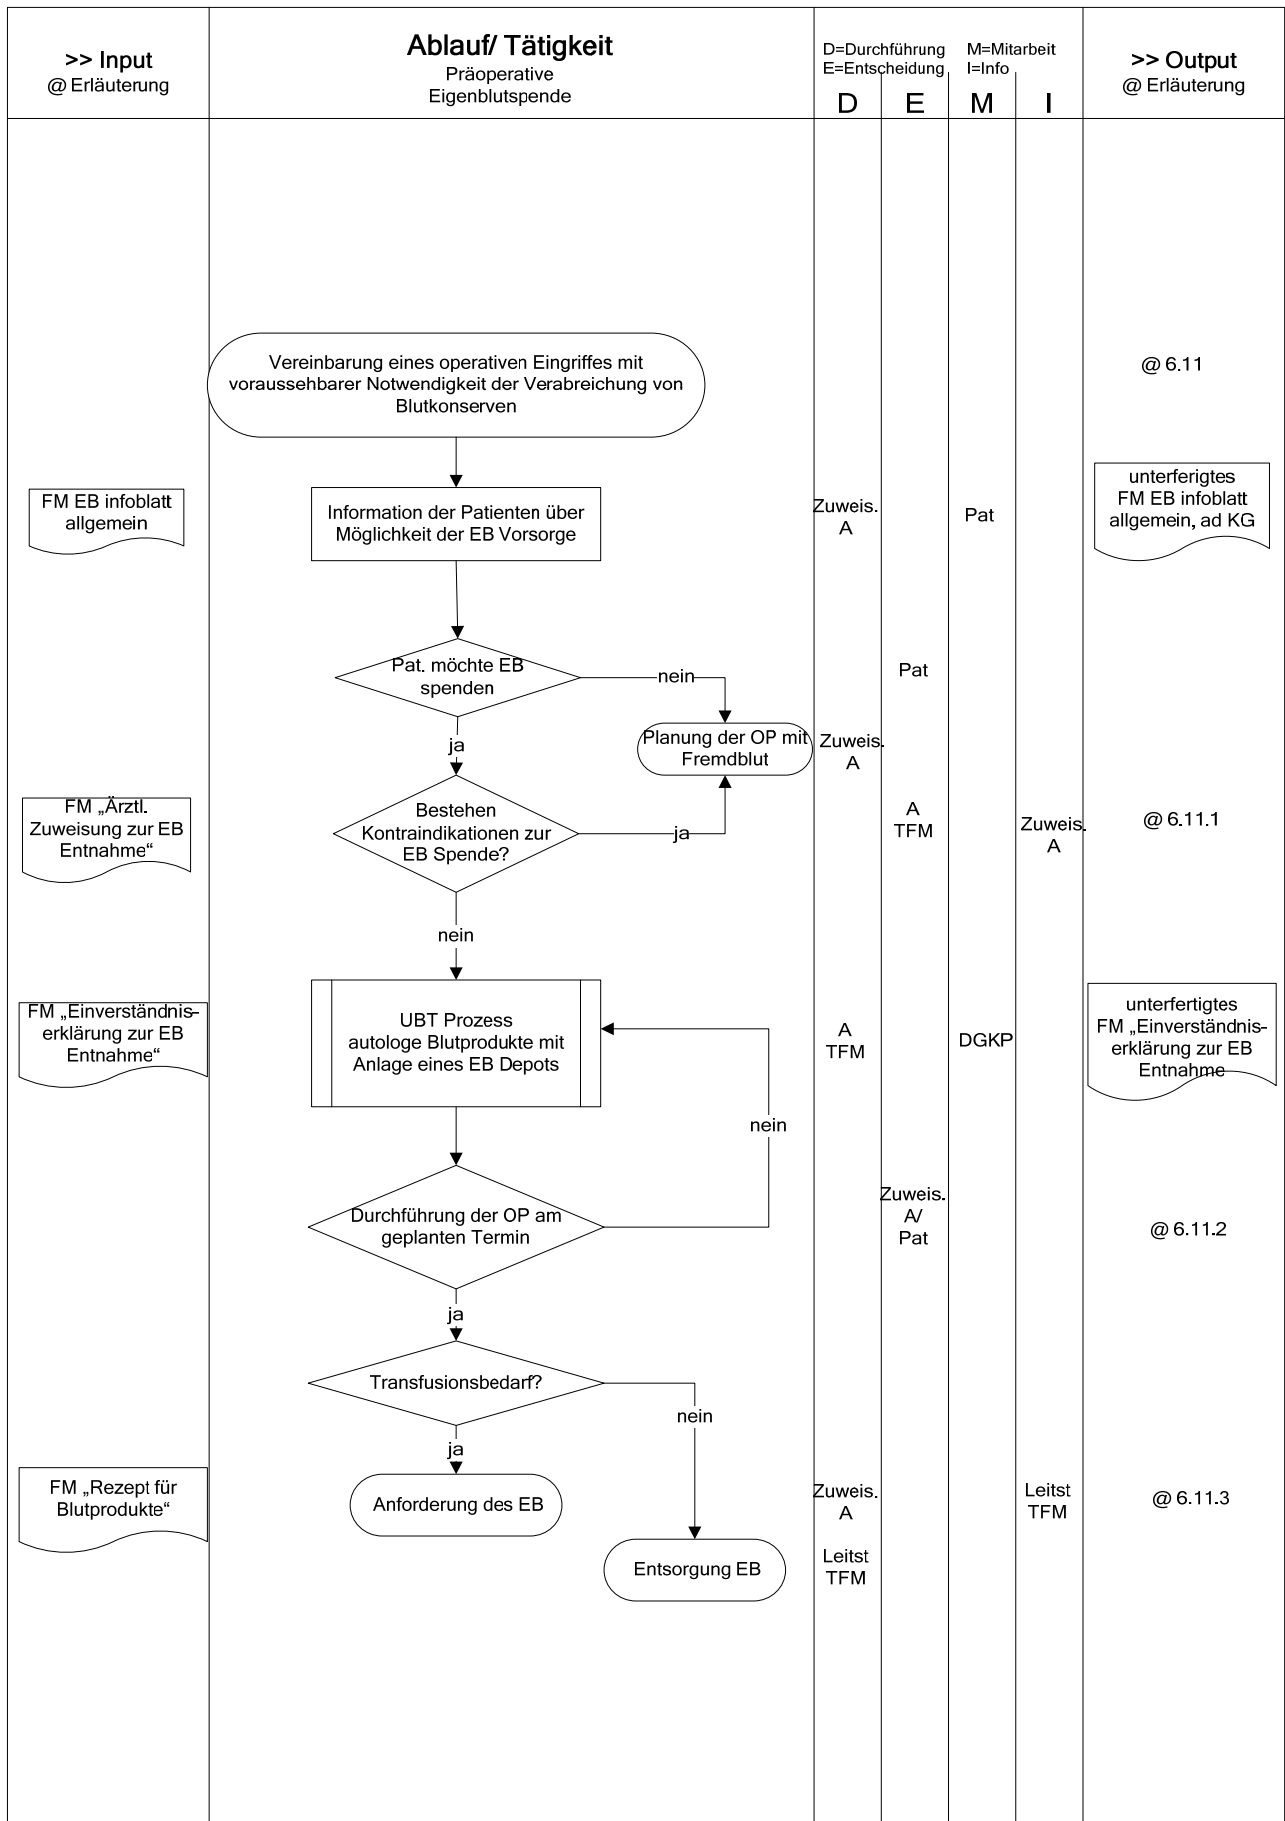 >> Input
@ Erläuterung
Ablauf/ Tätigkeit
Präoperative
Eigenblutspende
D=Durchführung
E=Entscheidung
M=Mitarbeit
I=Info
D
E
M
I
>> Output
@ Erläuterung
Vereinbarung eines operativen Eingriffes mit
voraussehbarer Notwendigkeit der Verabreichung von
Blutkonserven
@ 6.11
FM EB infoblatt
allgemein
Information der Patienten über
Möglichkeit der EB Vorsorge
Zuweis.
A
Pat
unterferigtes
FM EB infoblatt
allgemein, ad KG
Pat. möchte EB
spenden
nein
Pat
ja
Planung der OP mit
Fremdblut
Zuweis.
A
FM „Ärztl.
Zuweisung zur EB
Entnahme“
Bestehen
Kontraindikationen zur
EB Spende?
ja
A
TFM
Zuweis.
A
@ 6.11.1
nein
FM „Einverständnis-
erklärung zur EB
Entnahme“
UBT Prozess
autologe Blutprodukte mit
Anlage eines EB Depots
A
TFM
DGKP
unterfertigtes
FM „Einverständnis-
erklärung zur EB
Entnahme
nein
Durchführung der OP am
geplanten Termin
Zuweis.
A/
Pat
@ 6.11.2
ja
Transfusionsbedarf?
nein
ja
FM „Rezept für
Blutprodukte“
Anforderung des EB
Zuweis.
A
Leitst
TFM
@ 6.11.3
Entsorgung EB
Leitst
TFM